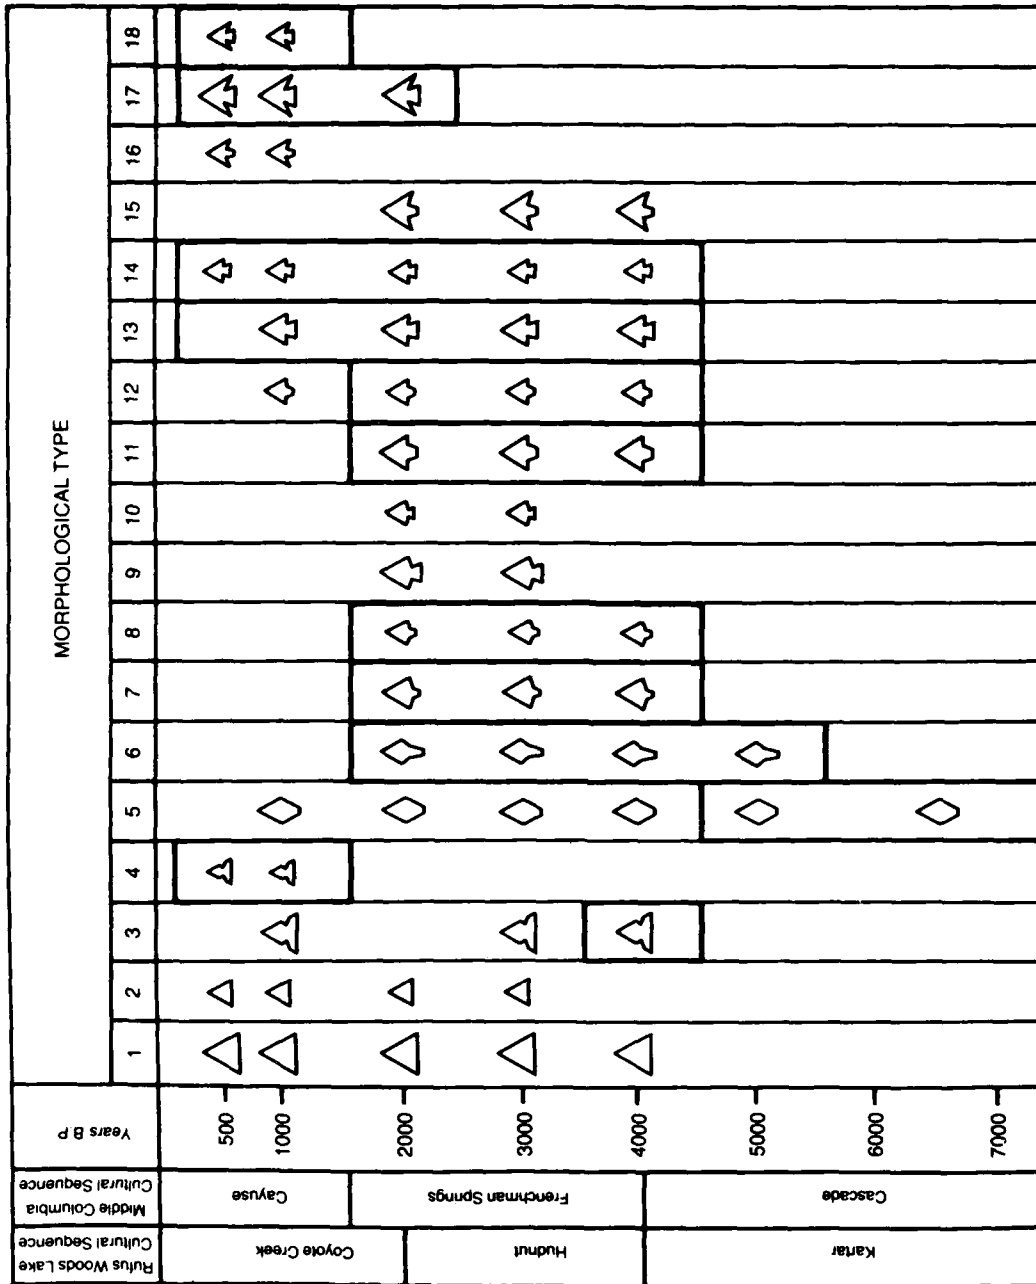 MORPHOLOGICAL TYPE
1 2 3 4 5 6 7 8 9 10 11 12 13 14 15 16 17 18
Rufus Woods Lake
Cultural Sequence
Middle Columbia
Cultural Sequence
Years B.P
Coyote Creek
Hudnut
Kartar
Cayuse
Frenchman Springs
Cascade
500
1000
2000
3000
4000
5000
6000
7000